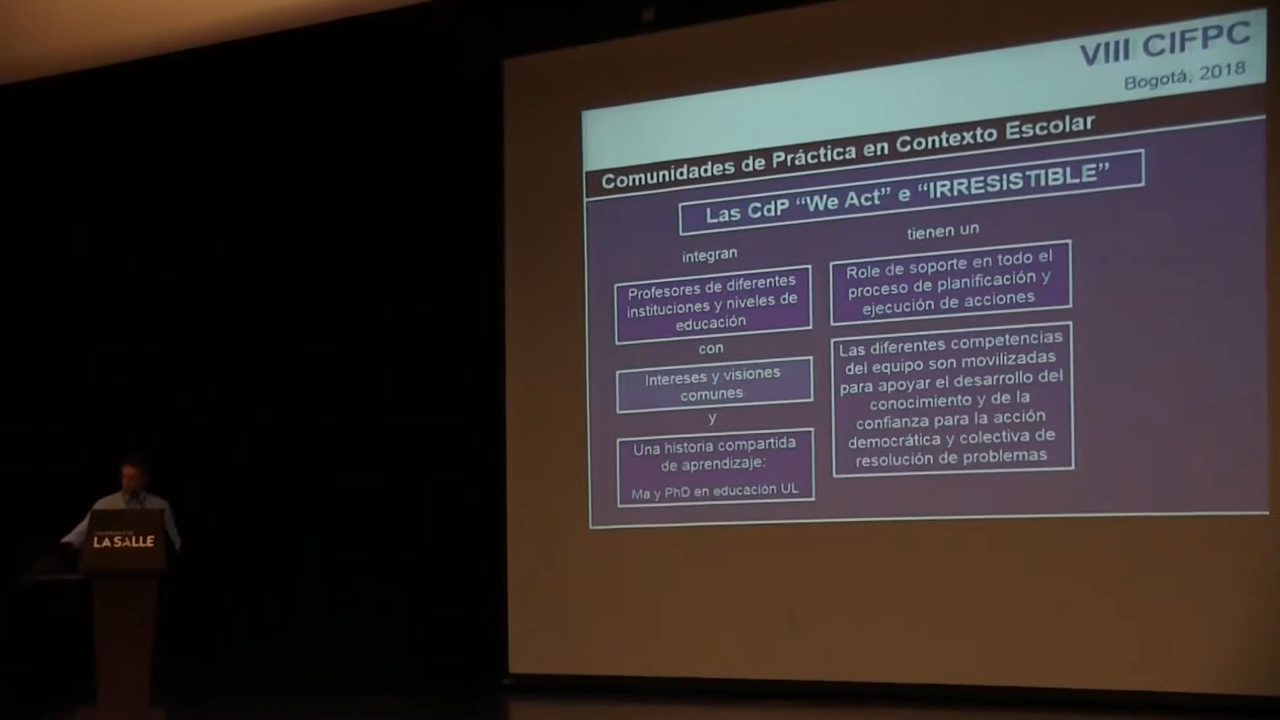 VIII CIFPC
Bogotá, 2018
Comunidades de Práctica en Contexto Escolar
Las CdP “We Act” e “IRRESISTIBLE”
integran
Profesores de diferentes
instituciones y niveles de
educación
con
Intereses y visiones
comunes
y
Una historia compartida
de aprendizaje:
Ma y PhD en educación UL
tienen un
Role de soporte en todo el
proceso de planificación y
ejecución de acciones
Las diferentes competencias
del equipo son movilizadas
para apoyar el desarrollo del
conocimiento y de la
confianza para la acción
democrática y colectiva de
resolución de problemas
LA SALLE